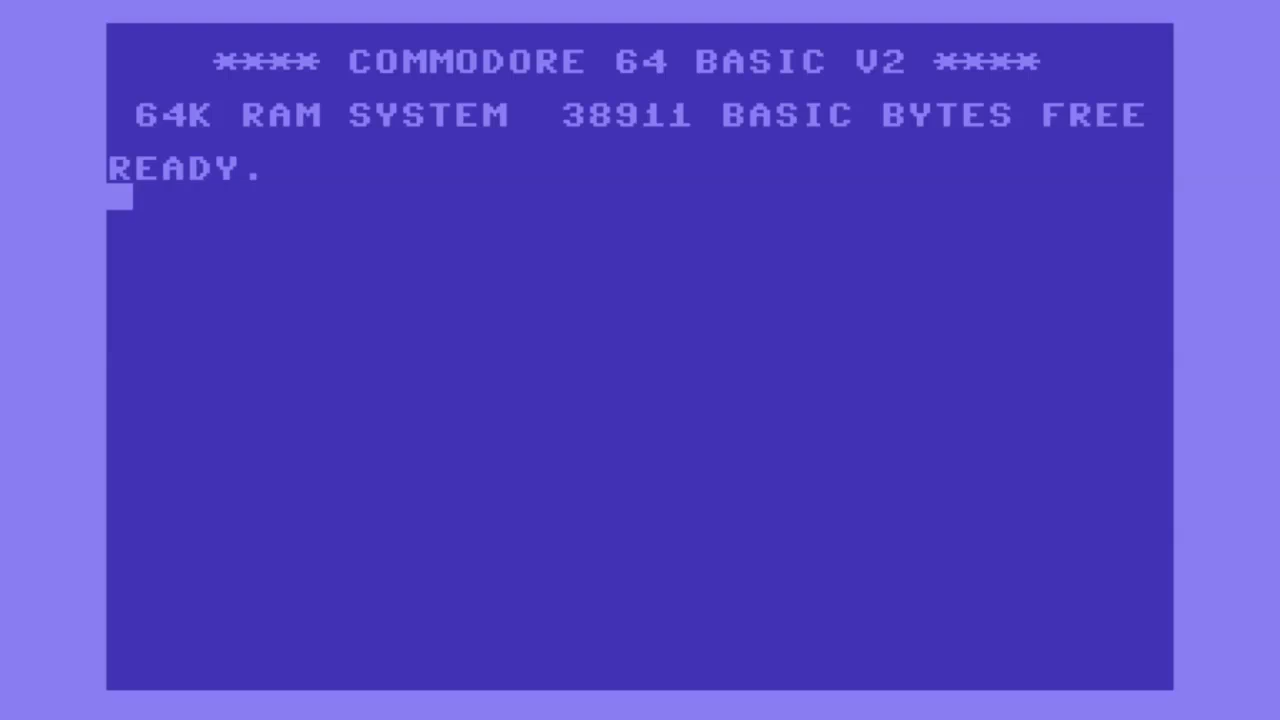 **** COMMODORE 64 BASIC V2 ****
64K RAM SYSTEM  38911 BASIC BYTES FREE
READY.